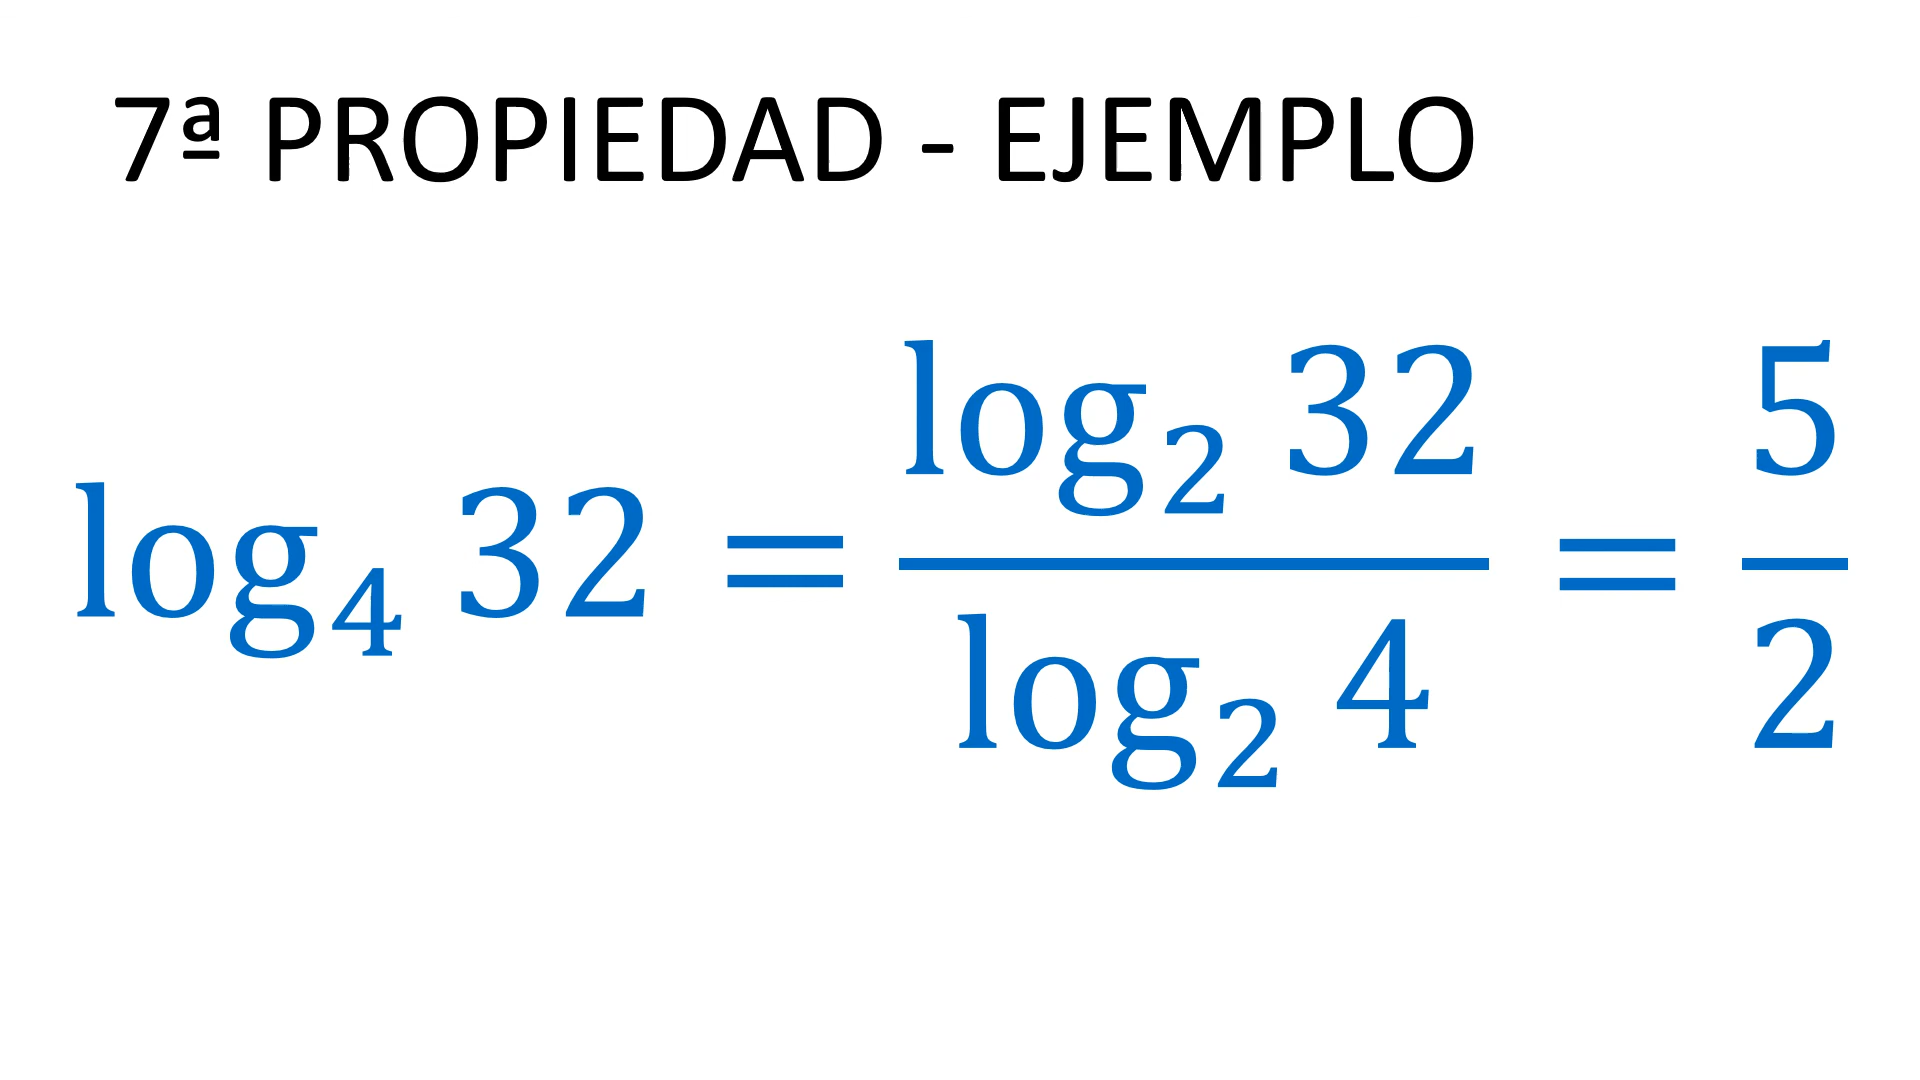 7ª PROPIEDAD - EJEMPLO
log₄ 32 = log₂ 32 / log₂ 4 = 5/2